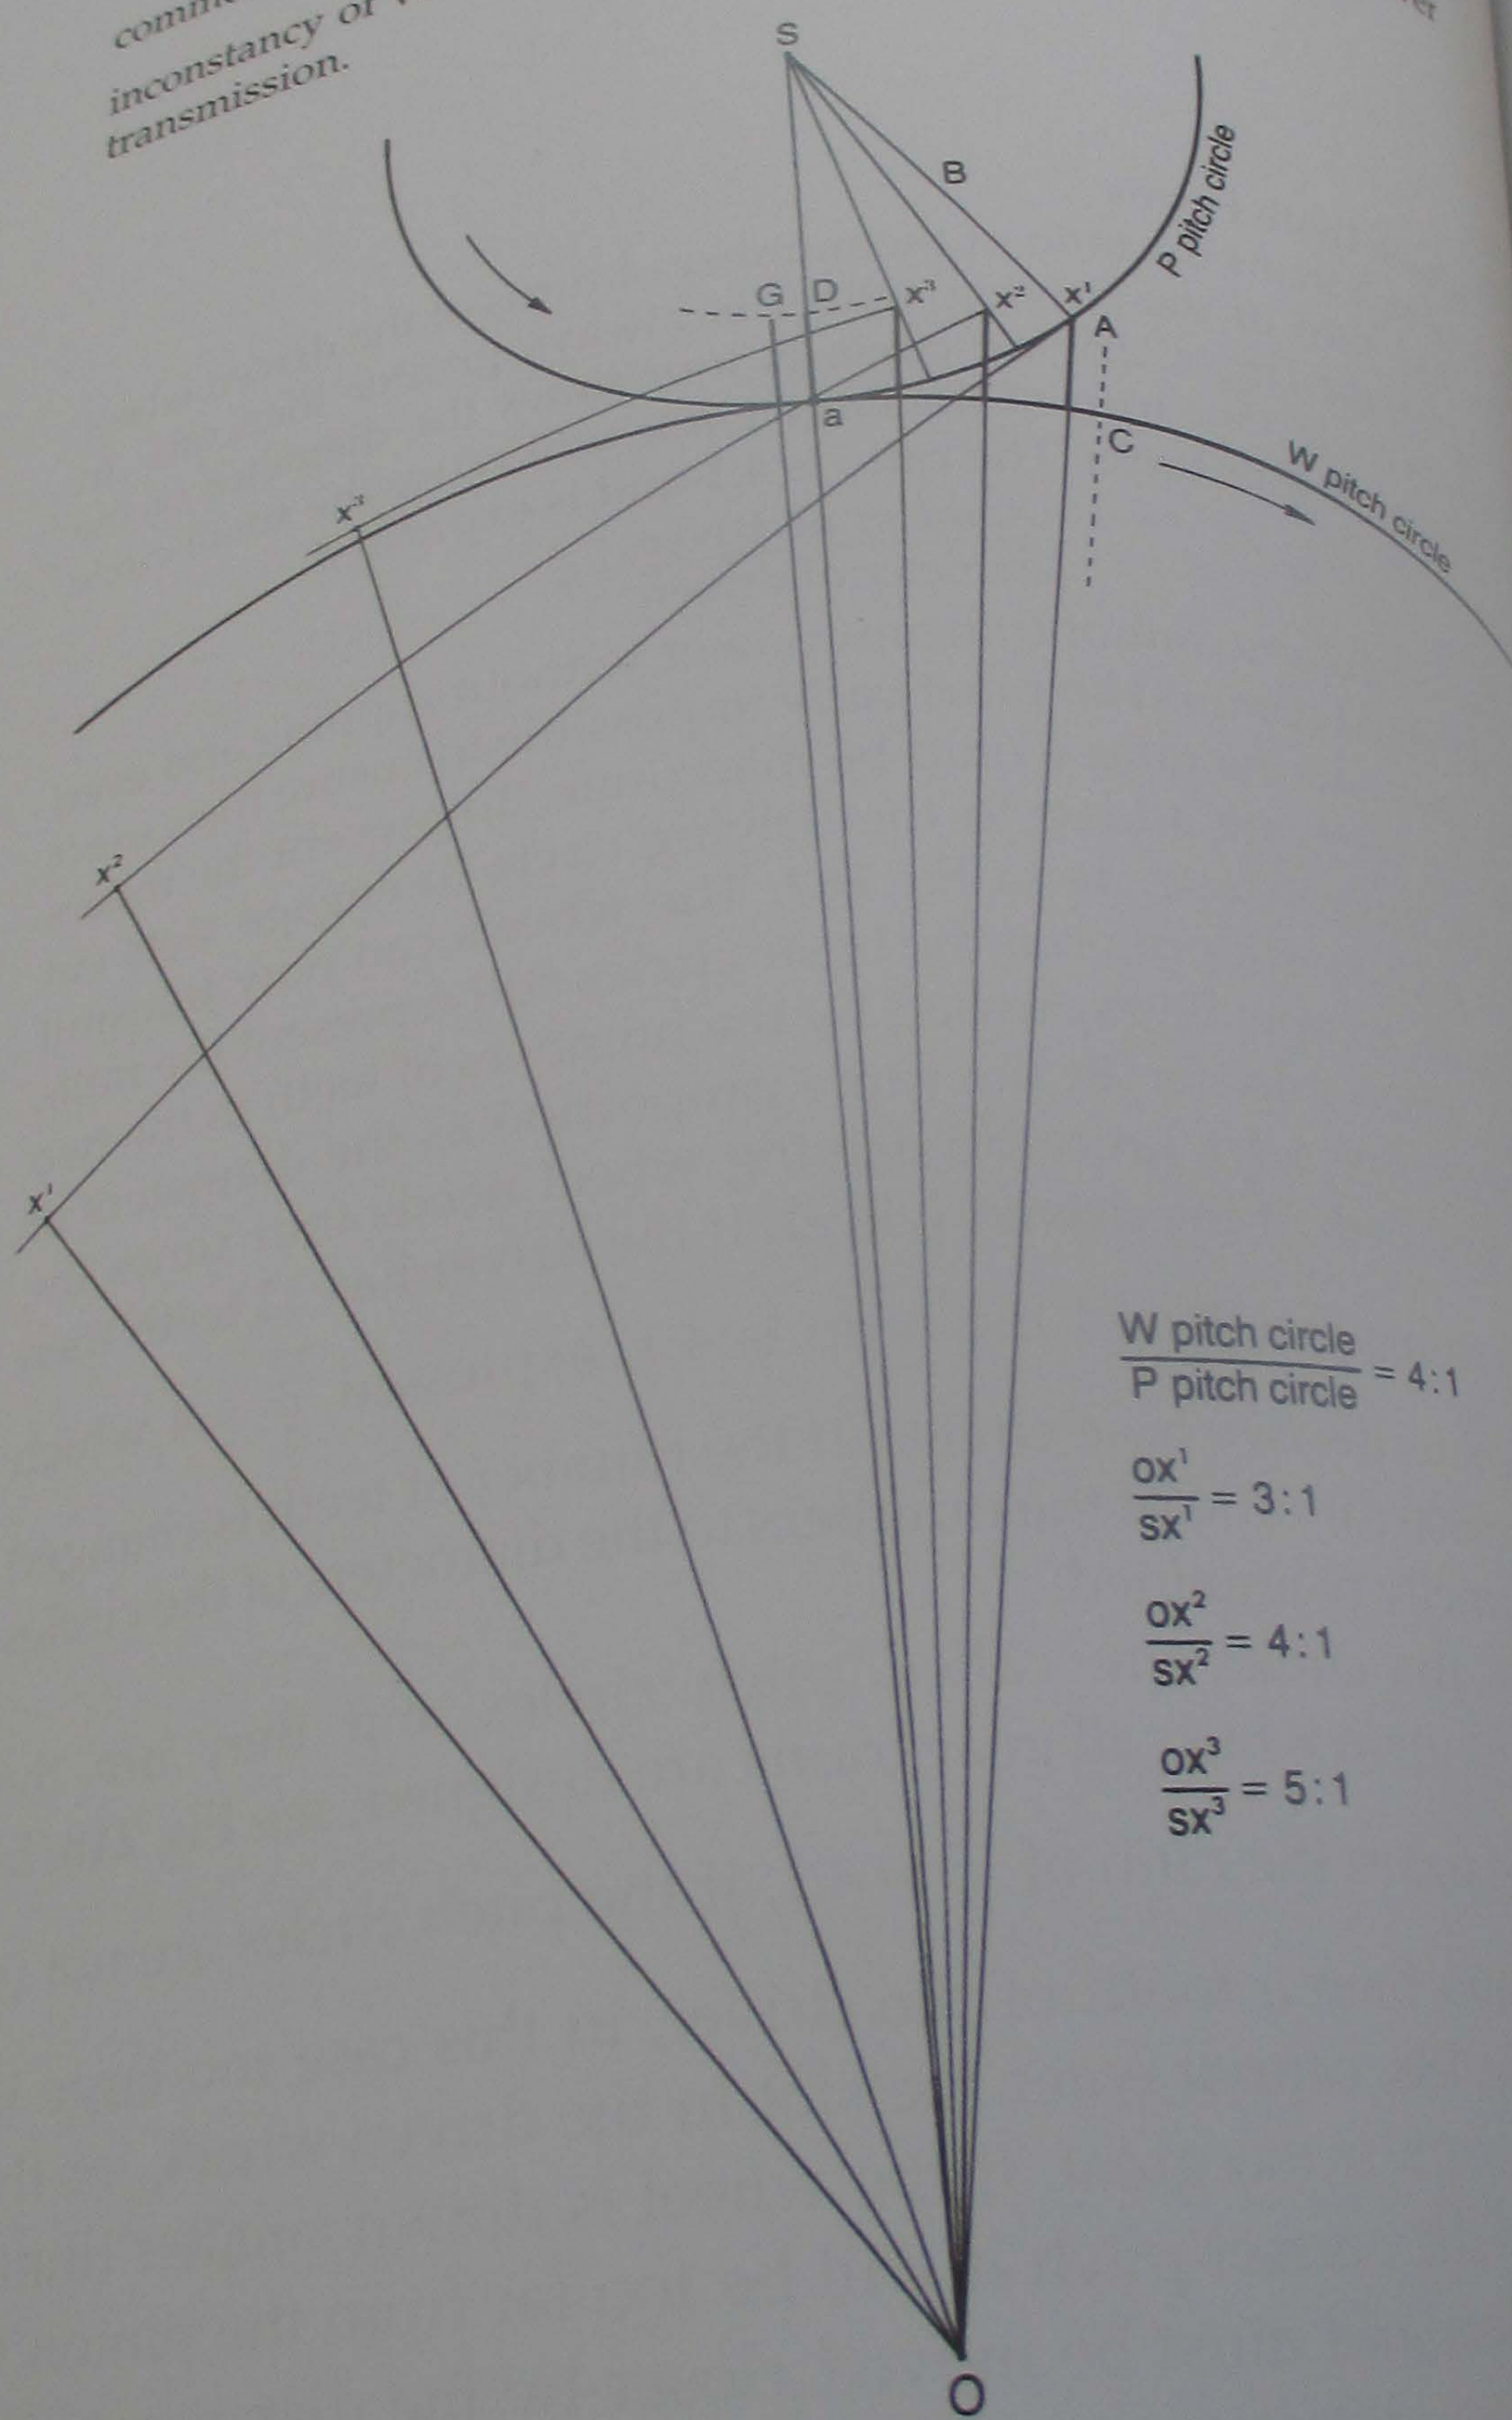 inconstancy of
transmission.
S
B
P pitch circle
G D x³ x² x¹
A
a
C
W pitch circle
x³
x²
x¹
W pitch circle
P pitch circle
= 4:1
ox¹
sx¹
= 3:1
ox²
sx²
= 4:1
ox³
sx³
= 5:1
O